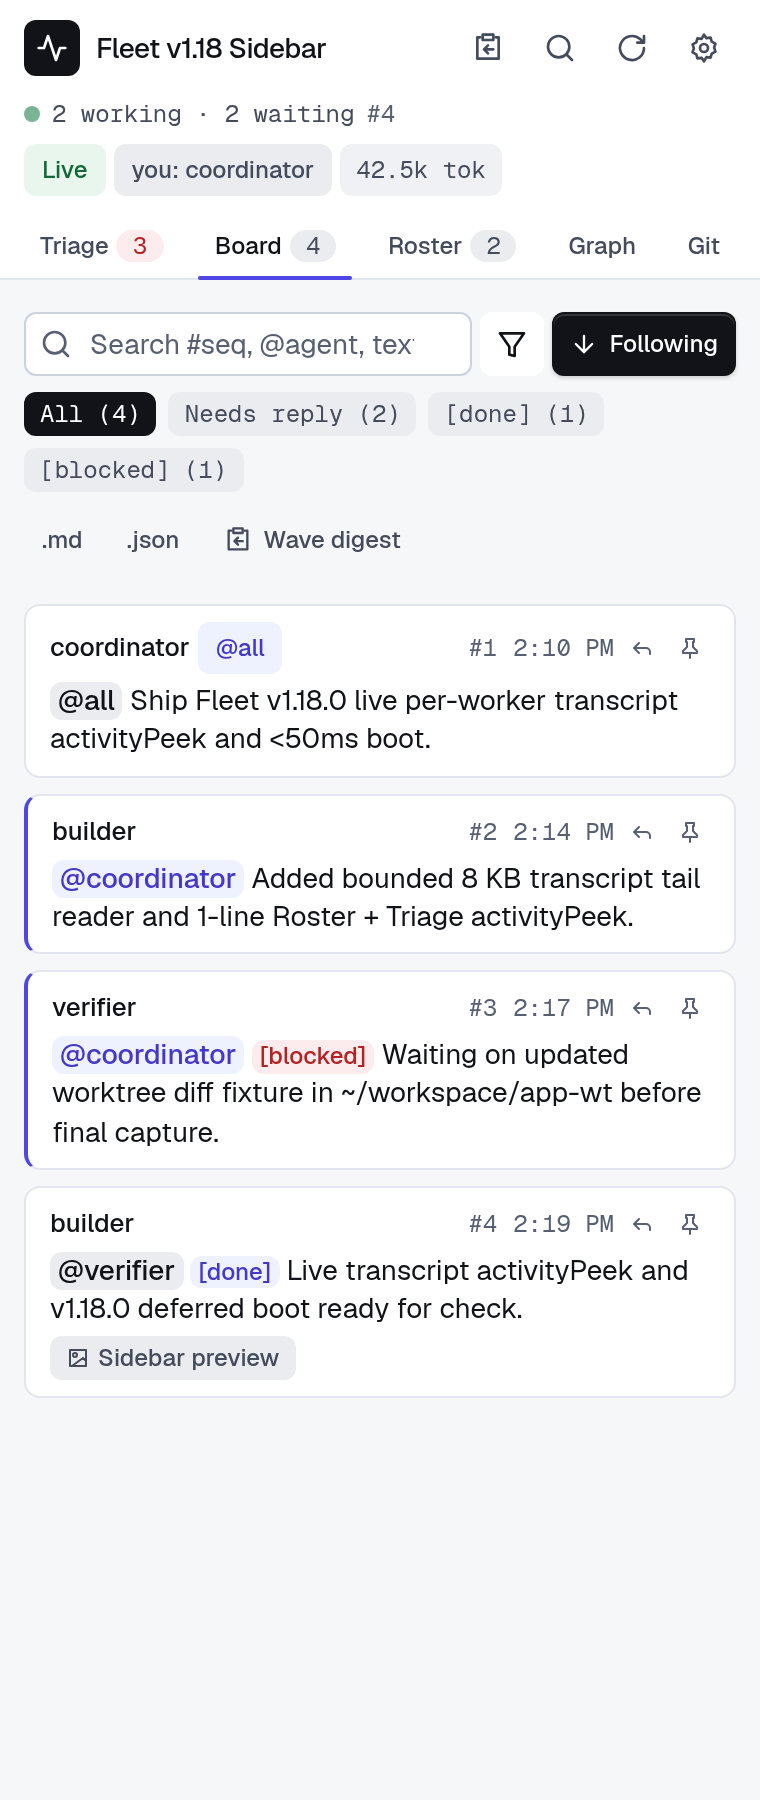 Fleet v1.18 Sidebar
2 working · 2 waiting #4
Live you: coordinator 42.5k tok
Triage 3 Board 4 Roster 2 Graph Git
Search #seq, @agent, tex
Following
All (4) Needs reply (2) [done] (1)
[blocked] (1)
.md .json Wave digest
coordinator @all #1 2:10 PM
@all Ship Fleet v1.18.0 live per-worker transcript
activityPeek and <50ms boot.
builder #2 2:14 PM
@coordinator Added bounded 8 KB transcript tail
reader and 1-line Roster + Triage activityPeek.
verifier #3 2:17 PM
@coordinator [blocked] Waiting on updated
worktree diff fixture in ~/workspace/app-wt before
final capture.
builder #4 2:19 PM
@verifier [done] Live transcript activityPeek and
v1.18.0 deferred boot ready for check.
Sidebar preview